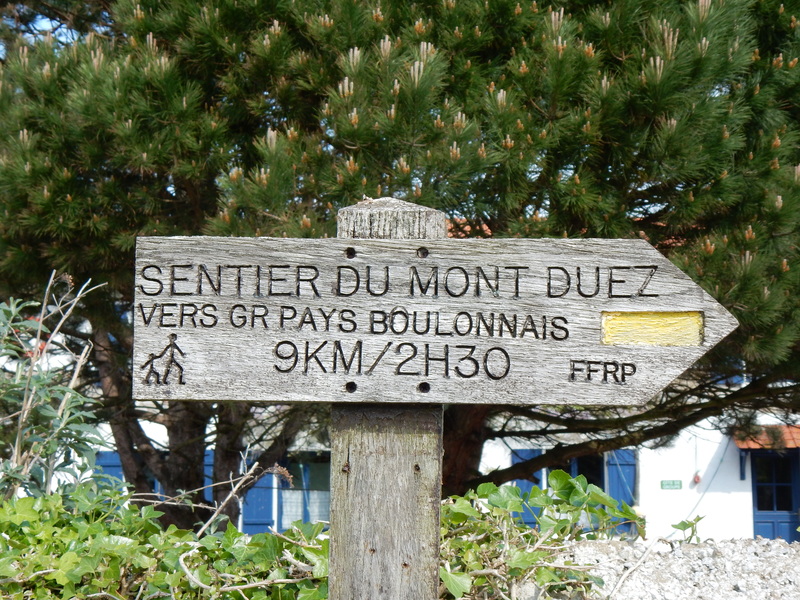 SENTIER DU MONT DUEZ
VERS GR PAYS BOULONNAIS
9KM/2H30
FFRP